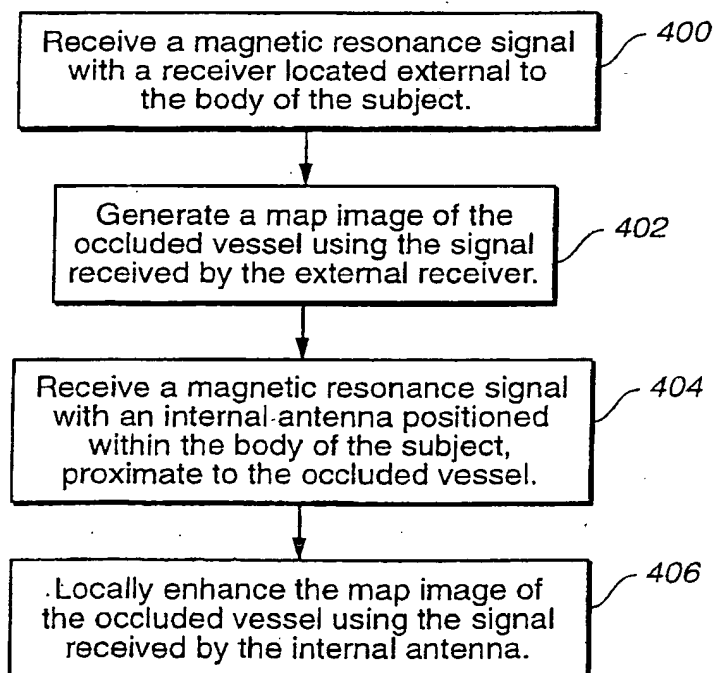 Receive a magnetic resonance signal
with a receiver located external to
the body of the subject.
400
Generate a map image of the
occluded vessel using the signal
received by the external receiver.
402
Receive a magnetic resonance signal
with an internal antenna positioned
within the body of the subject,
proximate to the occluded vessel.
404
Locally enhance the map image of
the occluded vessel using the signal
received by the internal antenna.
406